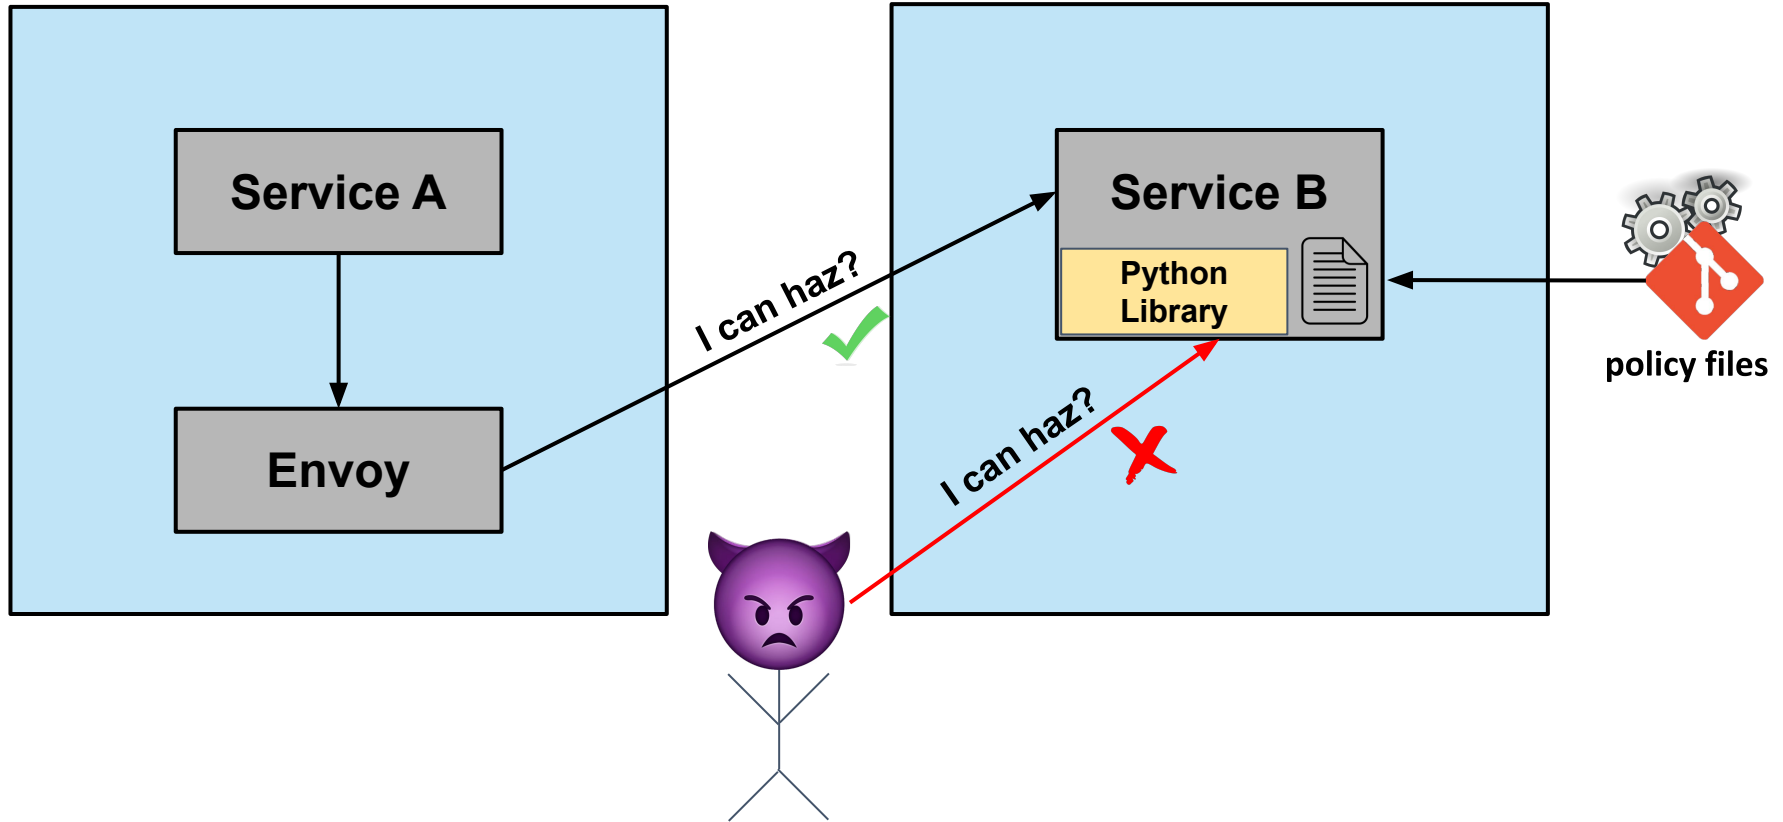 Service A
Envoy
I can haz?
Service B
Python
Library
I can haz?
policy files